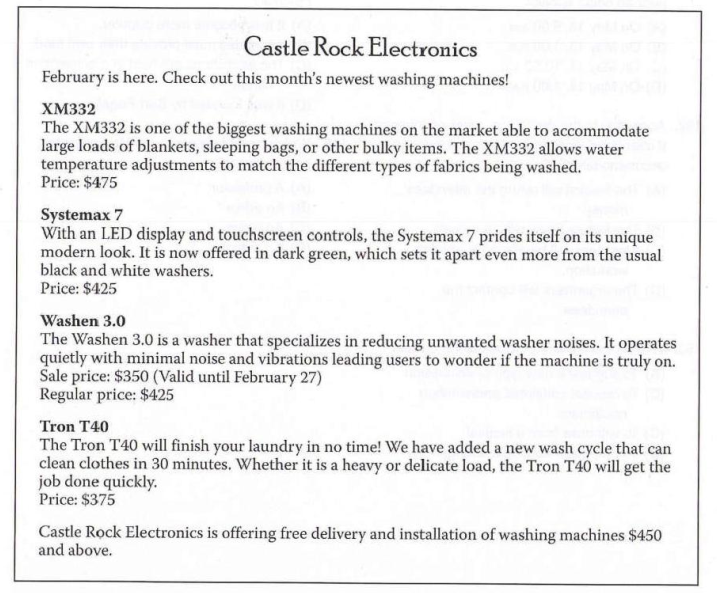 Castle Rock Electronics
February is here. Check out this month's newest washing machines!
XM332
The XM332 is one of the biggest washing machines on the market able to accommodate
large loads of blankets, sleeping bags, or other bulky items. The XM332 allows water
temperature adjustments to match the different types of fabrics being washed.
Price: $475
Systemax 7
With an LED display and touchscreen controls, the Systemax 7 prides itself on its unique
modern look. It is now offered in dark green, which sets it apart even more from the usual
black and white washers.
Price: $425
Washen 3.0
The Washen 3.0 is a washer that specializes in reducing unwanted washer noises. It operates
quietly with minimal noise and vibrations leading users to wonder if the machine is truly on.
Sale price: $350 (Valid until February 27)
Regular price: $425
Tron T40
The Tron T40 will finish your laundry in no time! We have added a new wash cycle that can
clean clothes in 30 minutes. Whether it is a heavy or delicate load, the Tron T40 will get the
job done quickly.
Price: $375
Castle Rock Electronics is offering free delivery and installation of washing machines $450
and above.